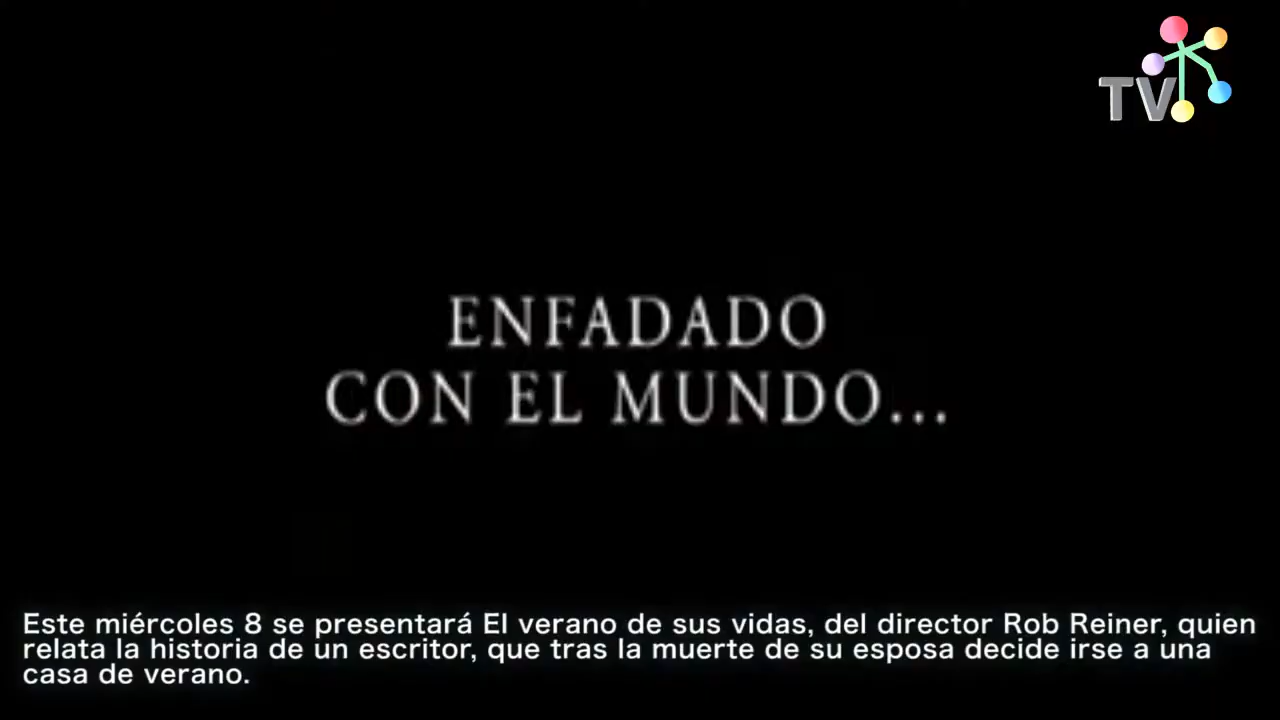 TV
ENFADADO
CON EL MUNDO...
Este miércoles 8 se presentará El verano de sus vidas, del director Rob Reiner, quien
relata la historia de un escritor, que tras la muerte de su esposa decide irse a una
casa de verano.